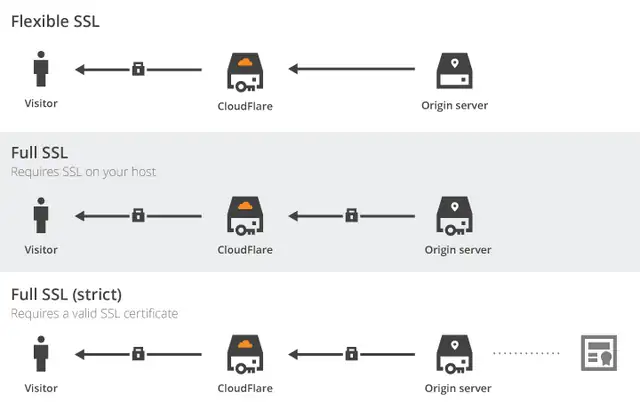 Flexible SSL
Visitor
CloudFlare
Origin server
Full SSL
Requires SSL on your host
Visitor
CloudFlare
Origin server
Full SSL (strict)
Requires a valid SSL certificate
Visitor
CloudFlare
Origin server